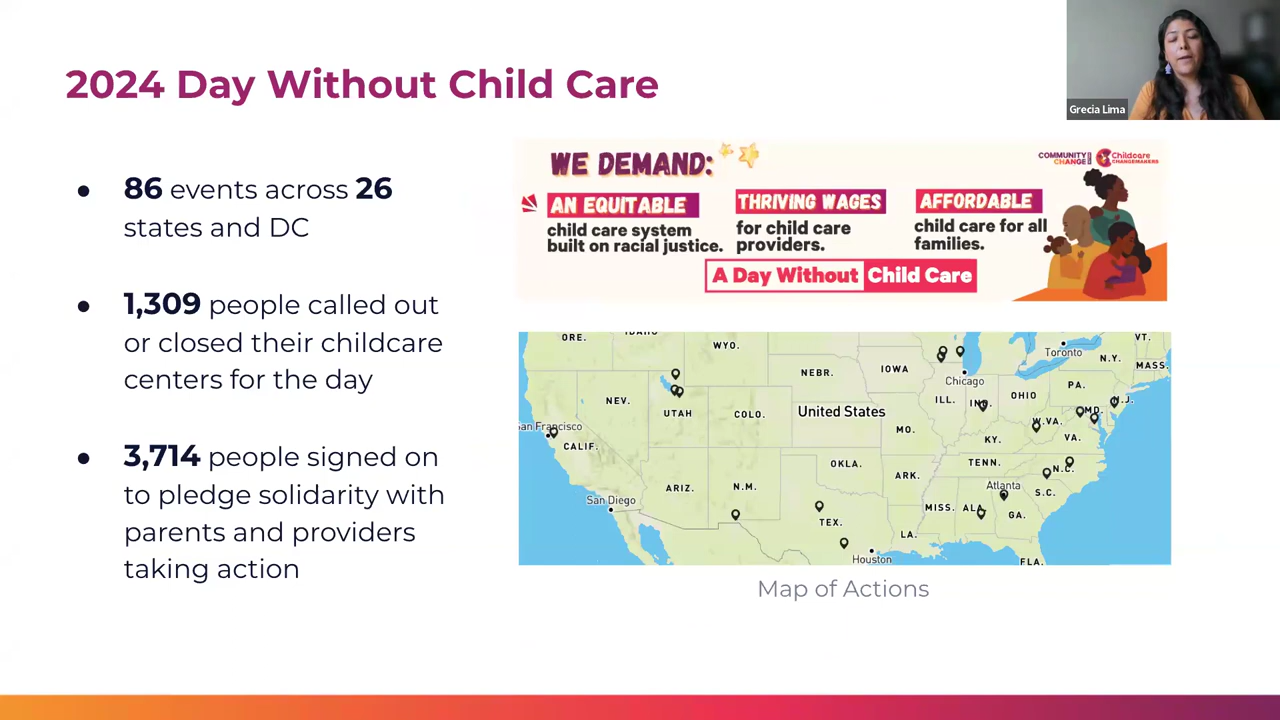 2024 Day Without Child Care
Grecia Lima
● 86 events across 26
states and DC
● 1,309 people called out
or closed their childcare
centers for the day
● 3,714 people signed on
to pledge solidarity with
parents and providers
taking action
WE DEMAND:
COMMUNITY
CHANGE
Childcare
CHANGEMAKERS
AN EQUITABLE
child care system
built on racial justice.
THRIVING WAGES
for child care
providers.
AFFORDABLE
child care for all
families.
A Day Without Child Care
ORE.
IDAHO
WYO.
Toronto
VT.
N.Y.
MASS.
NEBR.
IOWA
Chicago
NEV.
UTAH
COLO.
United States
ILL.
IND.
OHIO
PA.
N.J.
MD.
San Francisco
CALIF.
MO.
KY.
W.VA.
VA.
OKLA.
TENN.
N.C.
ARIZ.
N.M.
ARK.
Atlanta
S.C.
San Diego
MISS.
ALA.
GA.
TEX.
LA.
Houston
FLA.
Map of Actions